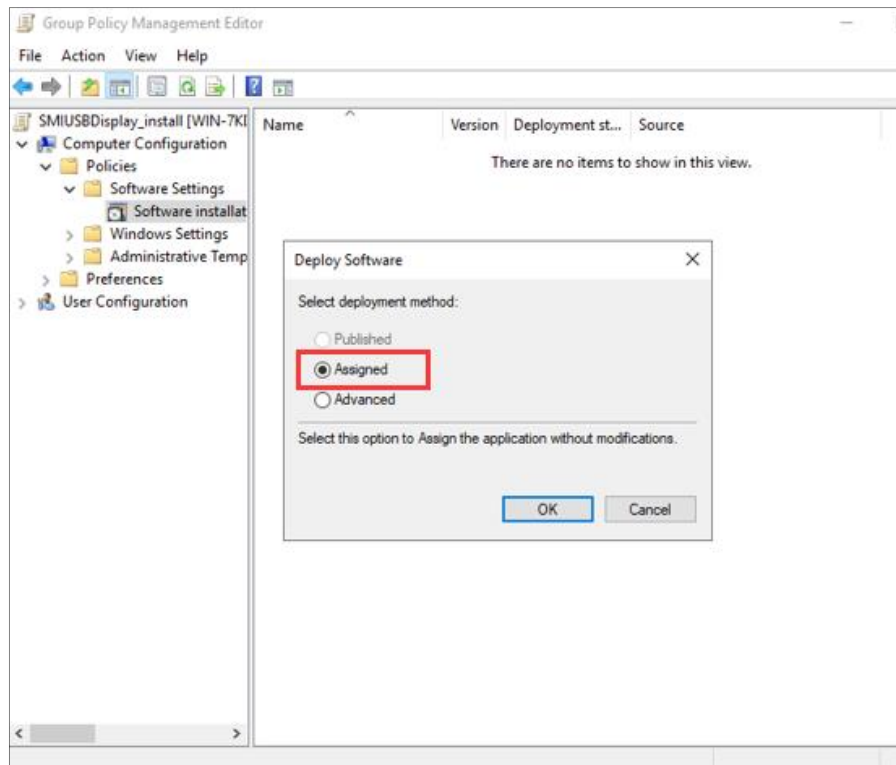 Group Policy Management Editor
File Action View Help
SMIUSBDisplay_install [WIN-7KI
Computer Configuration
Policies
Software Settings
Software installat
Windows Settings
Administrative Temp
Preferences
User Configuration
Name Version Deployment st... Source
There are no items to show in this view.
Deploy Software
Select deployment method:
Published
Assigned
Advanced
Select this option to Assign the application without modifications.
OK Cancel